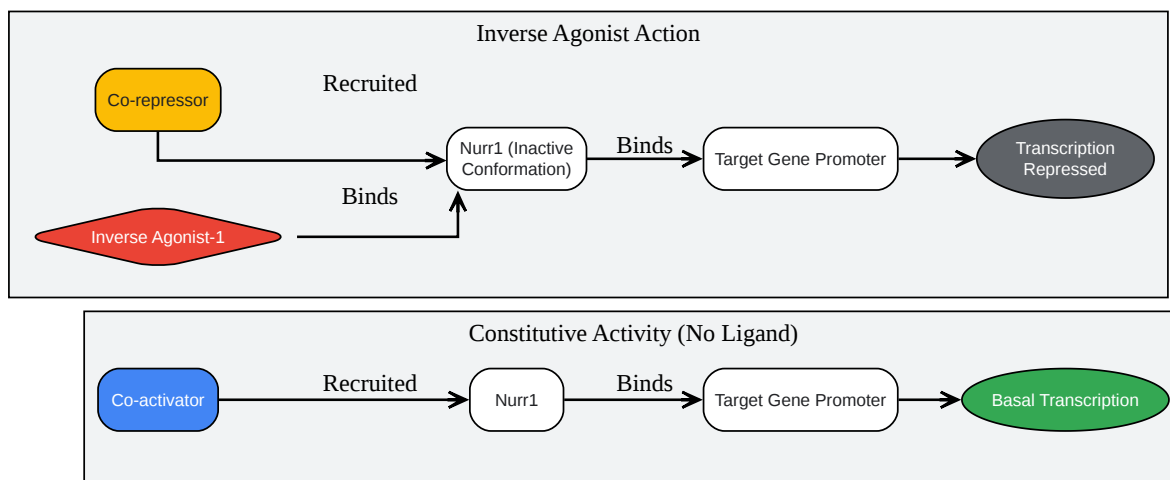 Inverse Agonist Action
Co-repressor
Recruited
Nurr1 (Inactive
Conformation)
Binds
Target Gene Promoter
Transcription
Repressed
Binds
Inverse Agonist-1
Constitutive Activity (No Ligand)
Co-activator
Recruited
Nurr1
Binds
Target Gene Promoter
Basal Transcription